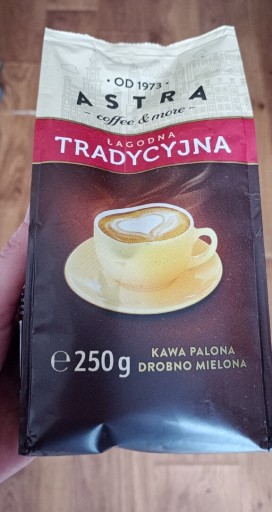 · OD 1973 ·
ASTRA
coffee & more
ŁAGODNA
TRADYCYJNA
℮ 250 g
KAWA PALONA
DROBNO MIELONA